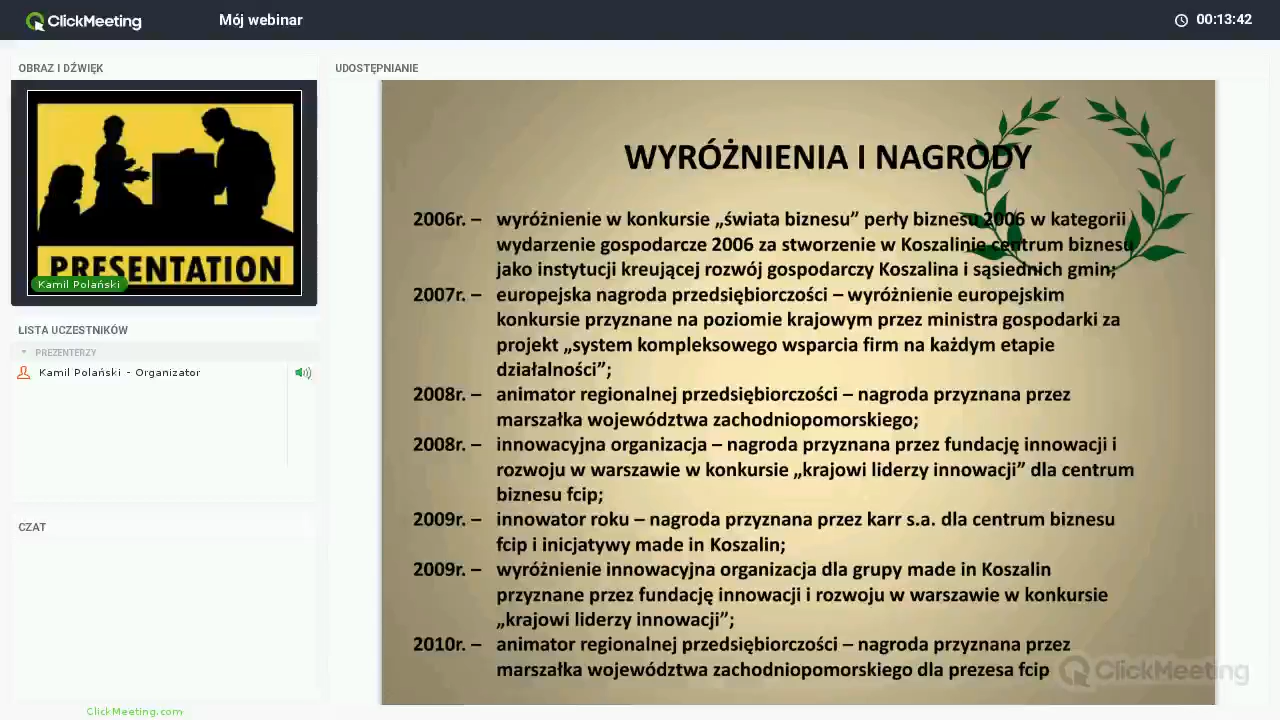 ClickMeeting
Mój webinar
00:13:42
OBRAZ I DŹWIĘK
PRESENTATION
Kamil Polański
LISTA UCZESTNIKÓW
PREZENTERZY
Kamil Polański - Organizator
CZAT
ClickMeeting.com
UDOSTĘPNIANIE
WYRÓŻNIENIA I NAGRODY
2006r. – wyróżnienie w konkursie „świata biznesu” perły biznesu 2006 w kategorii
wydarzenie gospodarcze 2006 za stworzenie w Koszalinie centrum biznesu
jako instytucji kreującej rozwój gospodarczy Koszalina i sąsiednich gmin;
2007r. – europejska nagroda przedsiębiorczości – wyróżnienie europejskim
konkursie przyznane na poziomie krajowym przez ministra gospodarki za
projekt „system kompleksowego wsparcia firm na każdym etapie
działalności”;
2008r. – animator regionalnej przedsiębiorczości – nagroda przyznana przez
marszałka województwa zachodniopomorskiego;
2008r. – innowacyjna organizacja – nagroda przyznana przez fundację innowacji i
rozwoju w warszawie w konkursie „krajowi liderzy innowacji” dla centrum
biznesu fcip;
2009r. – innowator roku – nagroda przyznana przez karr s.a. dla centrum biznesu
fcip i inicjatywy made in Koszalin;
2009r. – wyróżnienie innowacyjna organizacja dla grupy made in Koszalin
przyznane przez fundację innowacji i rozwoju w warszawie w konkursie
„krajowi liderzy innowacji”;
2010r. – animator regionalnej przedsiębiorczości – nagroda przyznana przez
marszałka województwa zachodniopomorskiego dla prezesa fcip
ClickMeeting